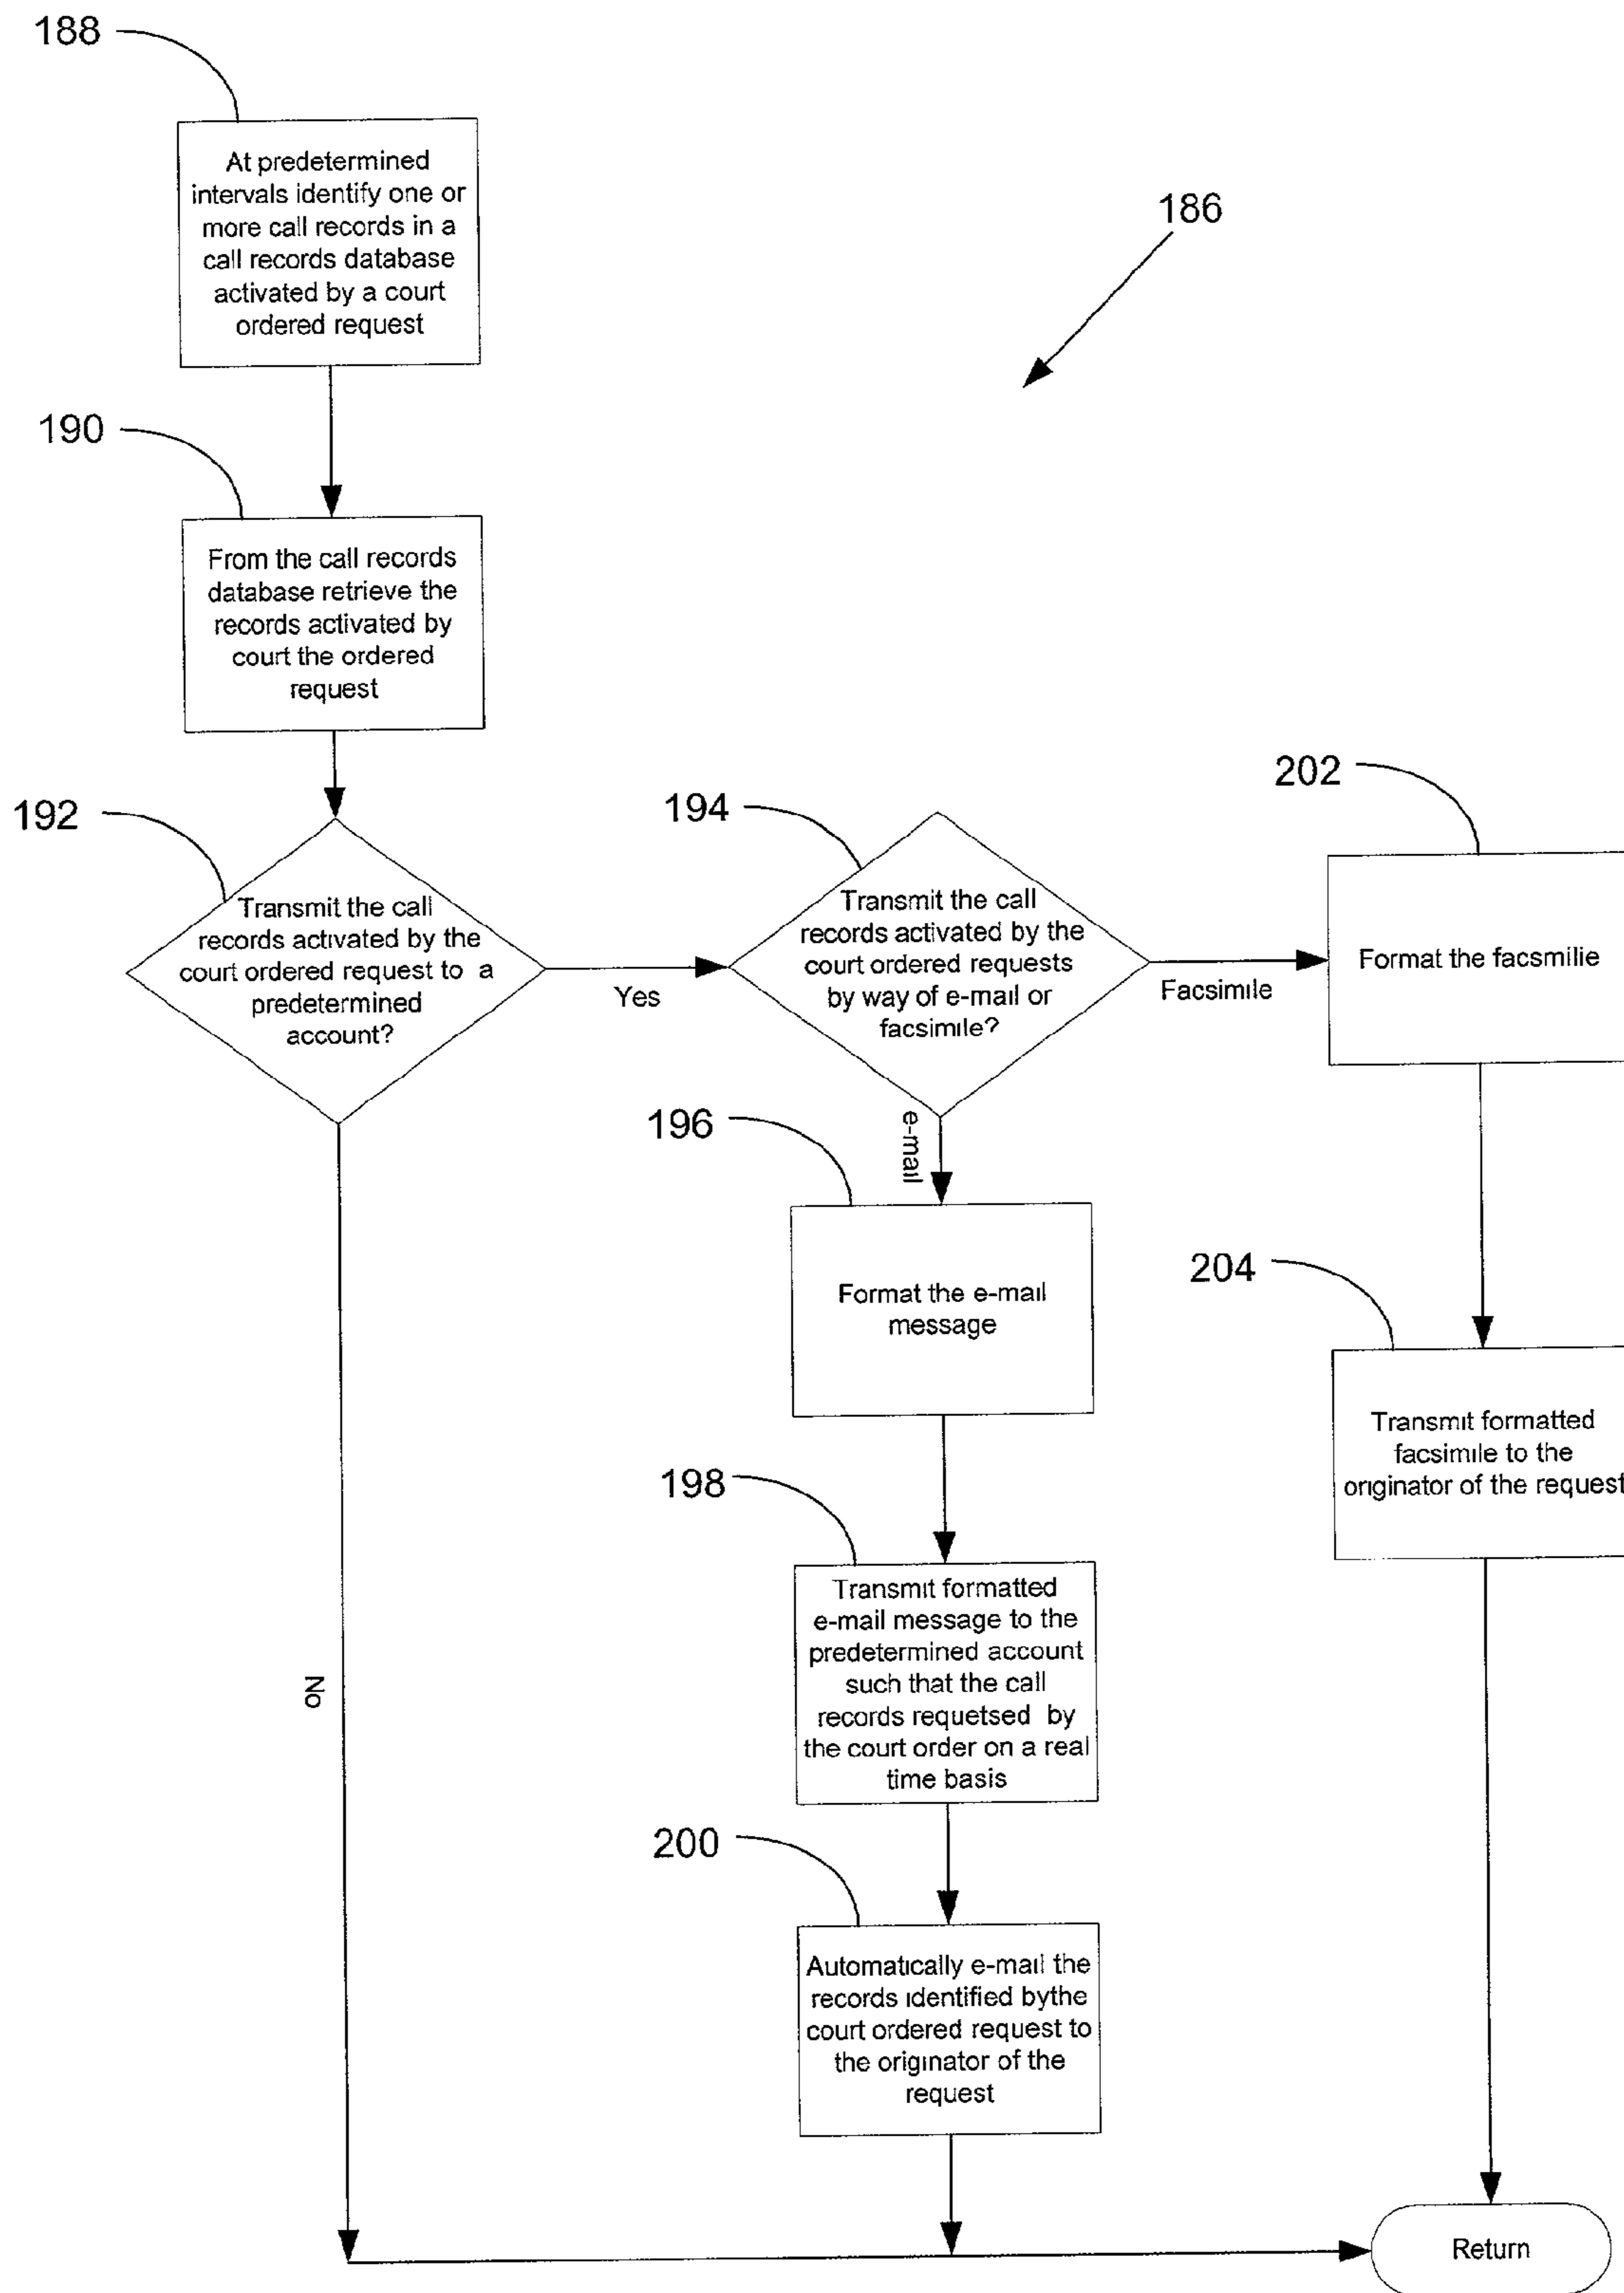 188
At predetermined
intervals identify one or
more call records in a
call records database
activated by a court
ordered request
186
190
From the call records
database retrieve the
records activated by
court the ordered
request
192
Transmit the call
records activated by the
court ordered request to a
predetermined
account?
Yes
No
194
Transmit the call
records activated by the
court ordered requests
by way of e-mail or
facsimile?
Facsimile
e-mail
202
Format the facsmilie
204
Transmit formatted
facsimile to the
originator of the request
196
Format the e-mail
message
198
Transmit formatted
e-mail message to the
predetermined account
such that the call
records requetsed by
the court order on a real
time basis
200
Automatically e-mail the
records identified bythe
court ordered request to
the originator of the
request
Return